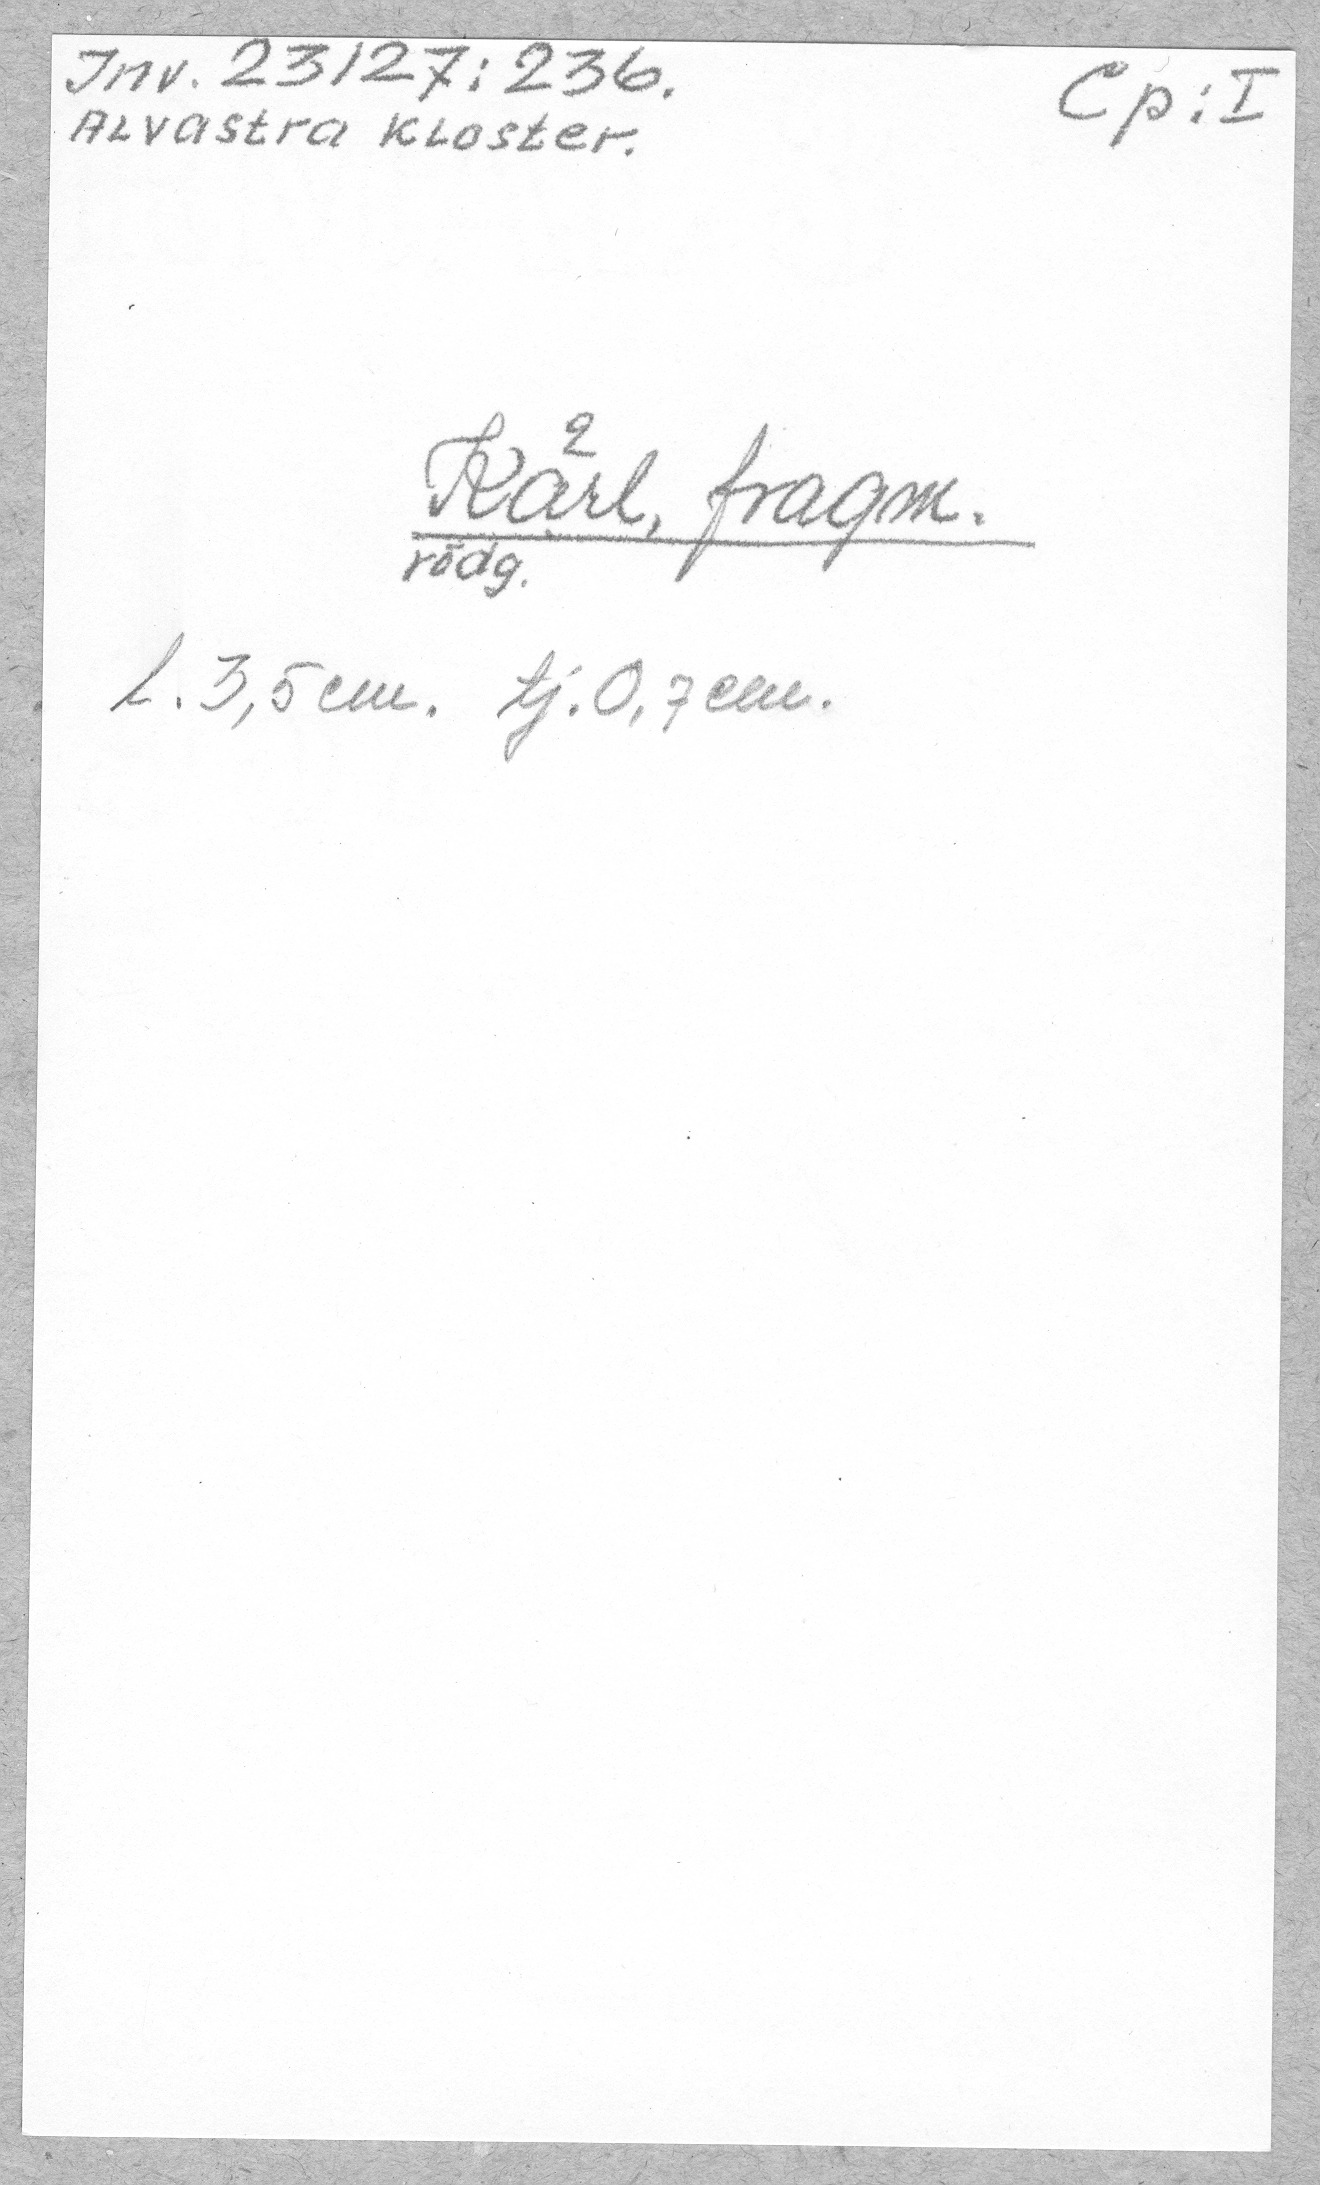 Inv. 23127:236. Cp:I
Alvastra Kloster.
2
Kärl, fragm.
rödg.
l. 3,5 cm. tj. 0,7 cm.